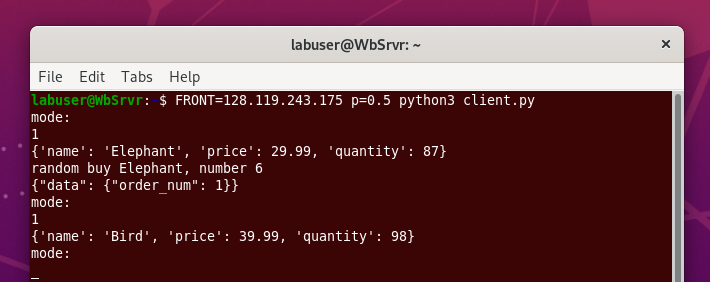 labuser@WbSrvr: ~
×
File Edit Tabs Help
labuser@WbSrvr:~$ FRONT=128.119.243.175 p=0.5 python3 client.py
mode:
1
{'name': 'Elephant', 'price': 29.99, 'quantity': 87}
random buy Elephant, number 6
{"data": {"order_num": 1}}
mode:
1
{'name': 'Bird', 'price': 39.99, 'quantity': 98}
mode:
_